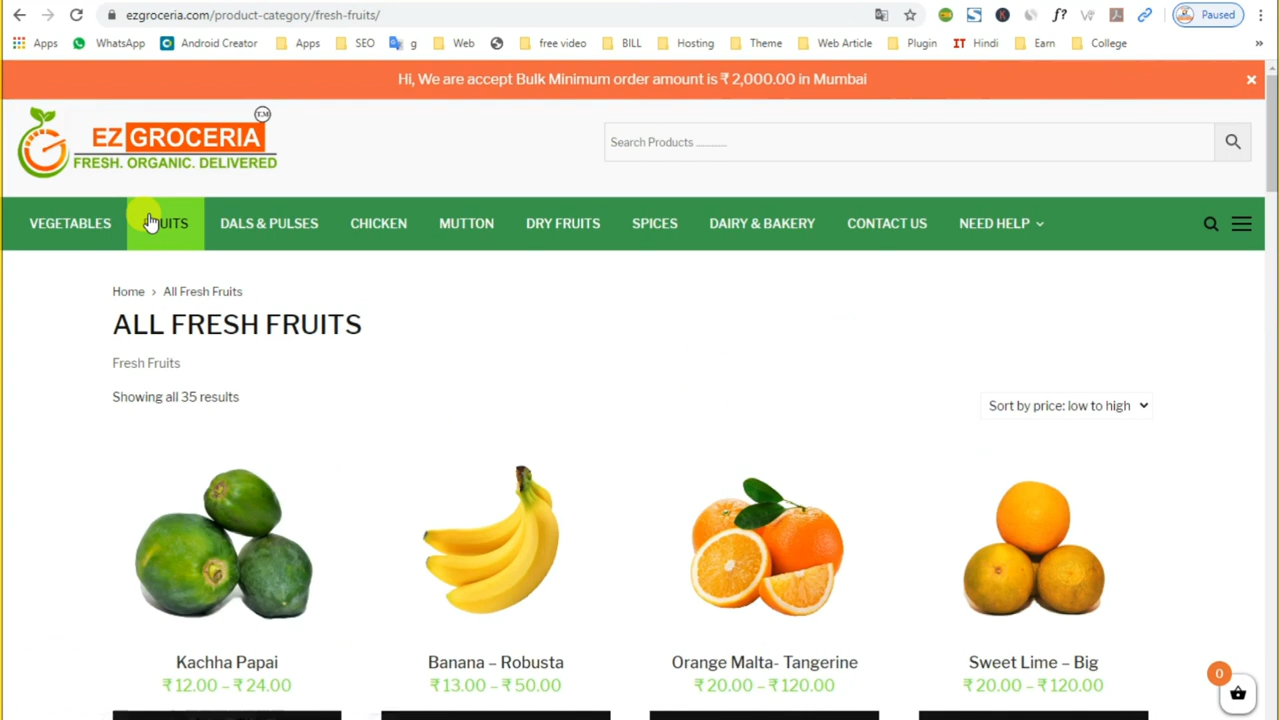 ezgroceria.com/product-category/fresh-fruits/
Paused
Apps WhatsApp Android Creator Apps SEO g Web free video BILL Hosting Theme Web Article Plugin IT Hindi Earn College »
Hi, We are accept Bulk Minimum order amount is ₹ 2,000.00 in Mumbai ×
TM
EZ GROCERIA
FRESH. ORGANIC. DELIVERED
Search Products ............
VEGETABLES FRUITS DALS & PULSES CHICKEN MUTTON DRY FRUITS SPICES DAIRY & BAKERY CONTACT US NEED HELP
Home › All Fresh Fruits
ALL FRESH FRUITS
Fresh Fruits
Showing all 35 results
Sort by price: low to high
Kachha Papai Banana – Robusta Orange Malta- Tangerine Sweet Lime – Big
₹ 12.00 – ₹ 24.00 ₹ 13.00 – ₹ 50.00 ₹ 20.00 – ₹ 120.00 ₹ 20.00 – ₹ 120.00
0